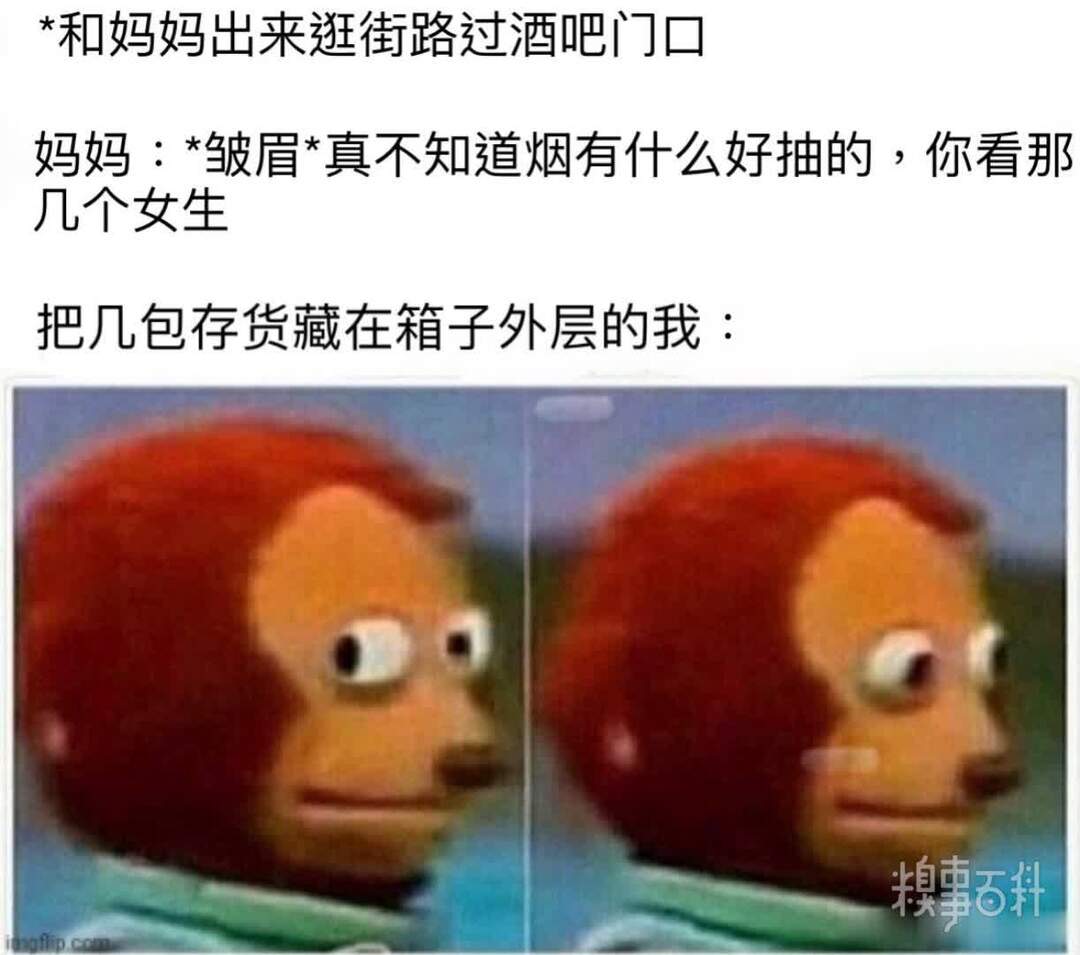 *和妈妈出来逛街路过酒吧门口
妈妈：*皱眉*真不知道烟有什么好抽的，你看那
几个女生
把几包存货藏在箱子外层的我：
糗事百科
imgflip.com